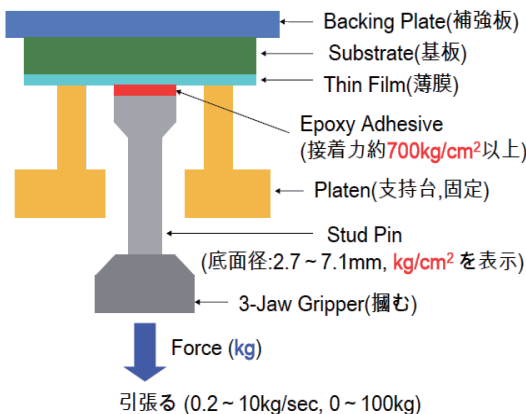 Backing Plate(補強板)
Substrate(基板)
Thin Film(薄膜)
Epoxy Adhesive
(接着力約700kg/cm²以上)
Platen(支持台,固定)
Stud Pin
(底面径:2.7~7.1mm, kg/cm² を表示)
3-Jaw Gripper(摑む)
Force (kg)
引張る (0.2~10kg/sec, 0~100kg)